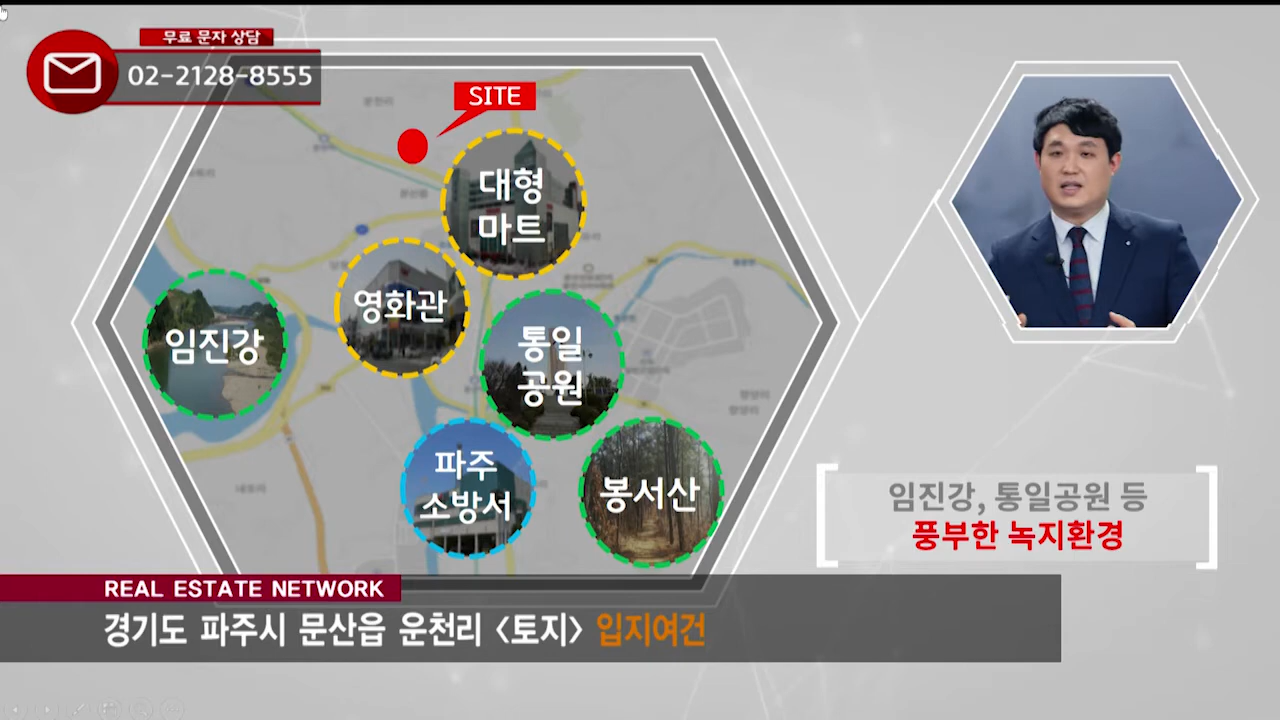 무료 문자 상담
02-2128-8555
SITE
대형
마트
영화관
임진강
통일
공원
파주
소방서
봉서산
임진강, 통일공원 등
풍부한 녹지환경
REAL ESTATE NETWORK
경기도 파주시 문산읍 운천리 <토지> 입지여건